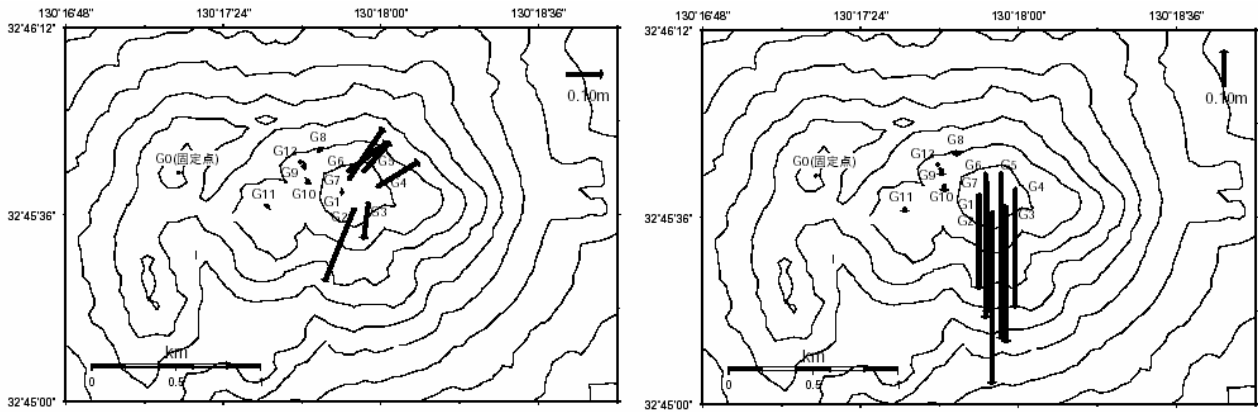 130°16'48"
130°17'24"
130°18'00"
130°18'36"
32°46'12"
32°45'36"
32°45'00"
0.10m
G0(固定点)
G8
G13
G9
G10
G11
G6
G5
G7
G4
G1
G2
G3
km
0
0.5
1
130°16'48"
130°17'24"
130°18'00"
130°18'36"
32°46'12"
32°45'36"
32°45'00"
0.10m
G0(固定点)
G8
G13
G9
G10
G11
G6
G5
G7
G4
G1
G3
G2
km
0
0.5
1